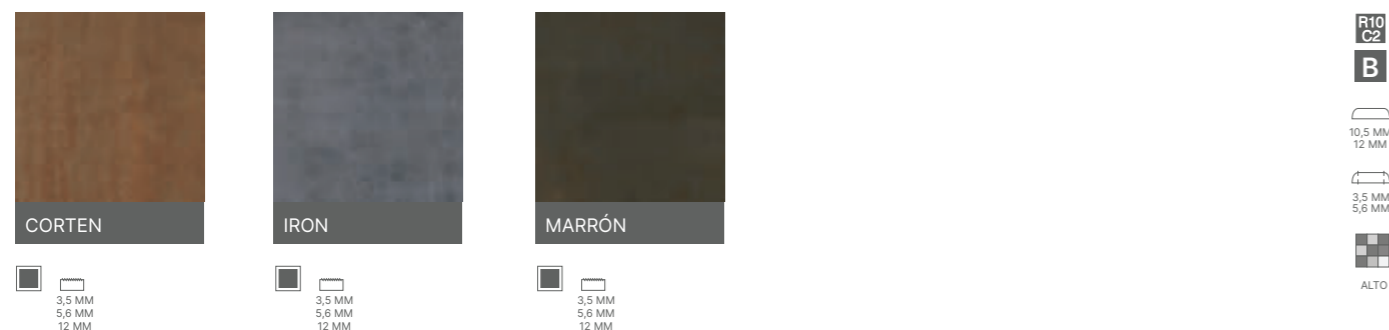 CORTEN
3,5 MM
5,6 MM
12 MM
IRON
3,5 MM
5,6 MM
12 MM
MARRÓN
3,5 MM
5,6 MM
12 MM
R10
C2
B
10,5 MM
12 MM
3,5 MM
5,6 MM
ALTO